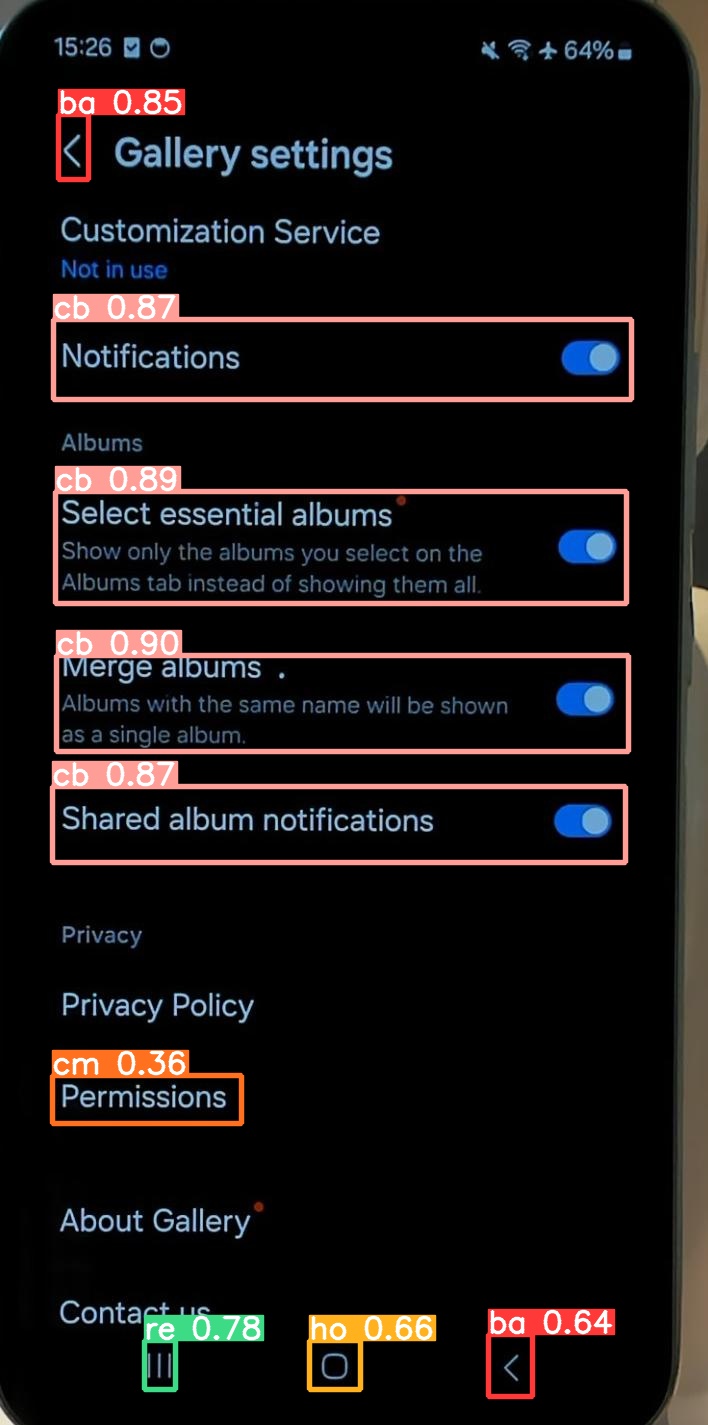 15:26
64%
ba 0.85
Gallery settings
Customization Service
Not in use
cb 0.87
Notifications
Albums
cb 0.89
Select essential albums
Show only the albums you select on the
Albums tab instead of showing them all.
cb 0.90
Merge albums
Albums with the same name will be shown
as a single album.
cb 0.87
Shared album notifications
Privacy
Privacy Policy
cm 0.36
Permissions
About Gallery
Contact us
re 0.78
ho 0.66
ba 0.64